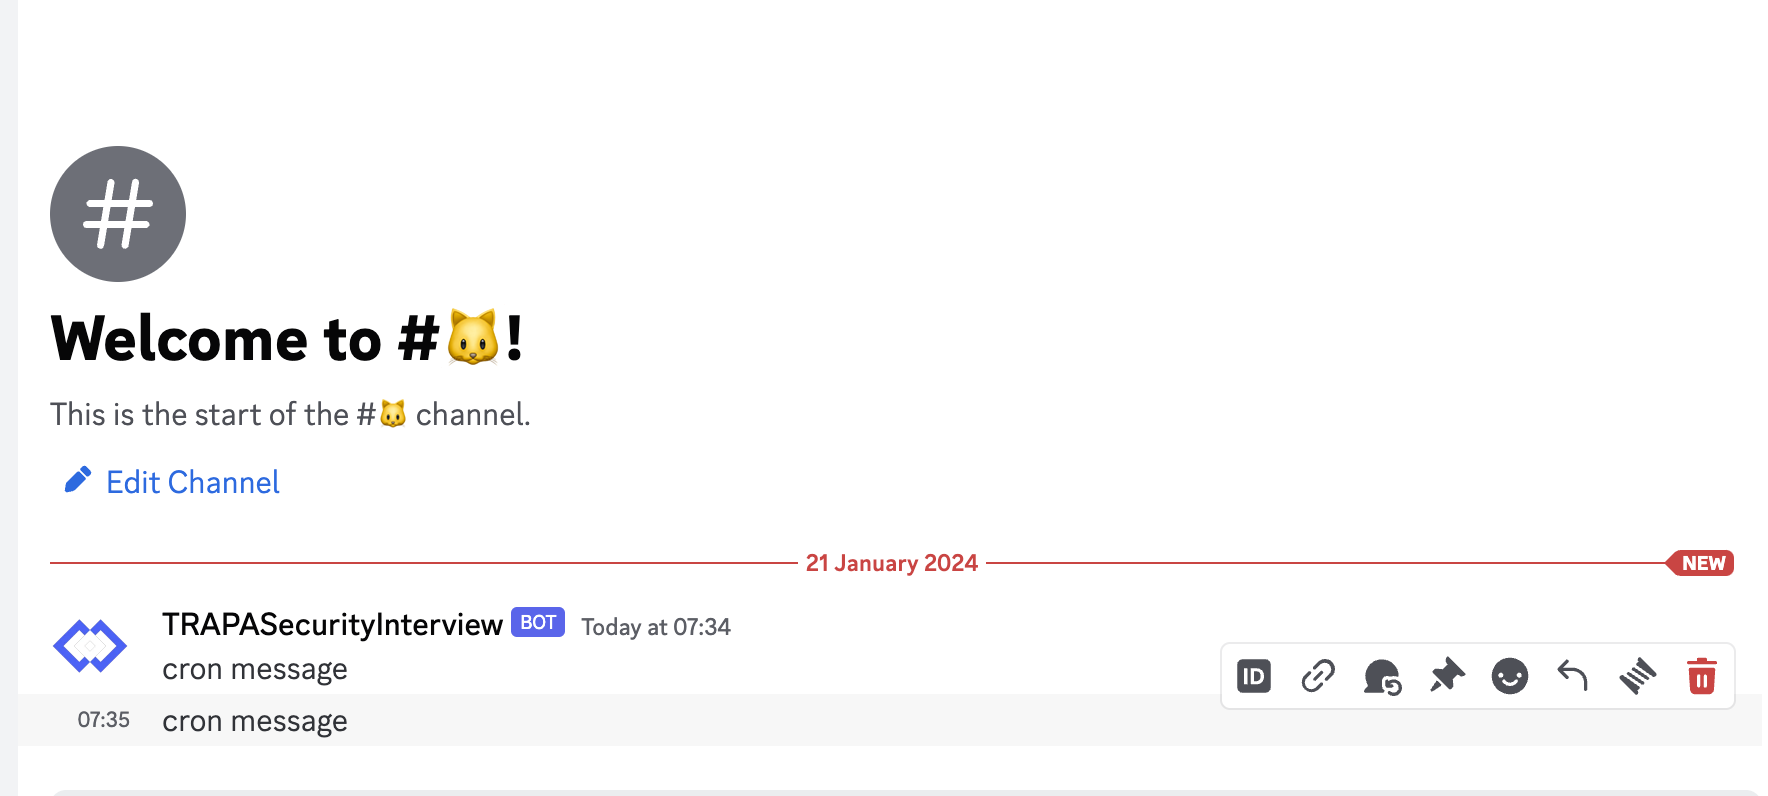 Welcome to #🐱!
This is the start of the #🐱 channel.
Edit Channel
21 January 2024 NEW
TRAPASecurityInterview BOT Today at 07:34
cron message
ID
07:35 cron message